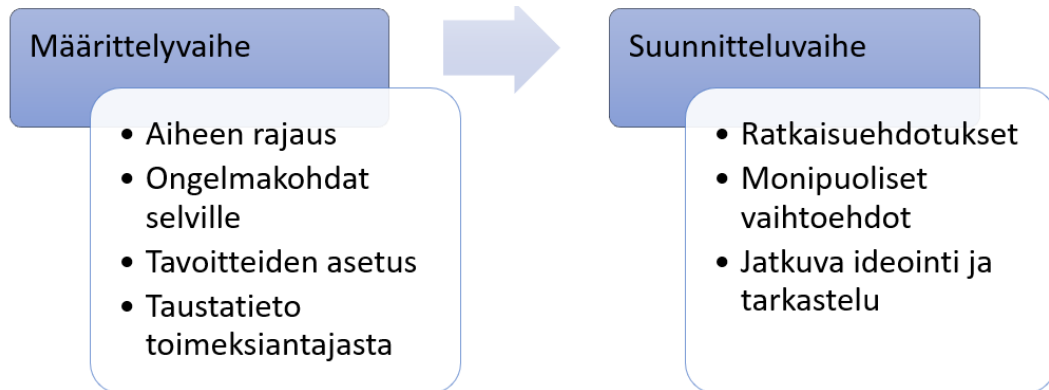 Määrittelyvaihe
• Aiheen rajaus
• Ongelmakohdat
selville
• Tavoitteiden asetus
• Taustatieto
toimeksiantajasta
Suunnitteluvaihe
• Ratkaisuehdotukset
• Monipuoliset
vaihtoehdot
• Jatkuva ideointi ja
tarkastelu